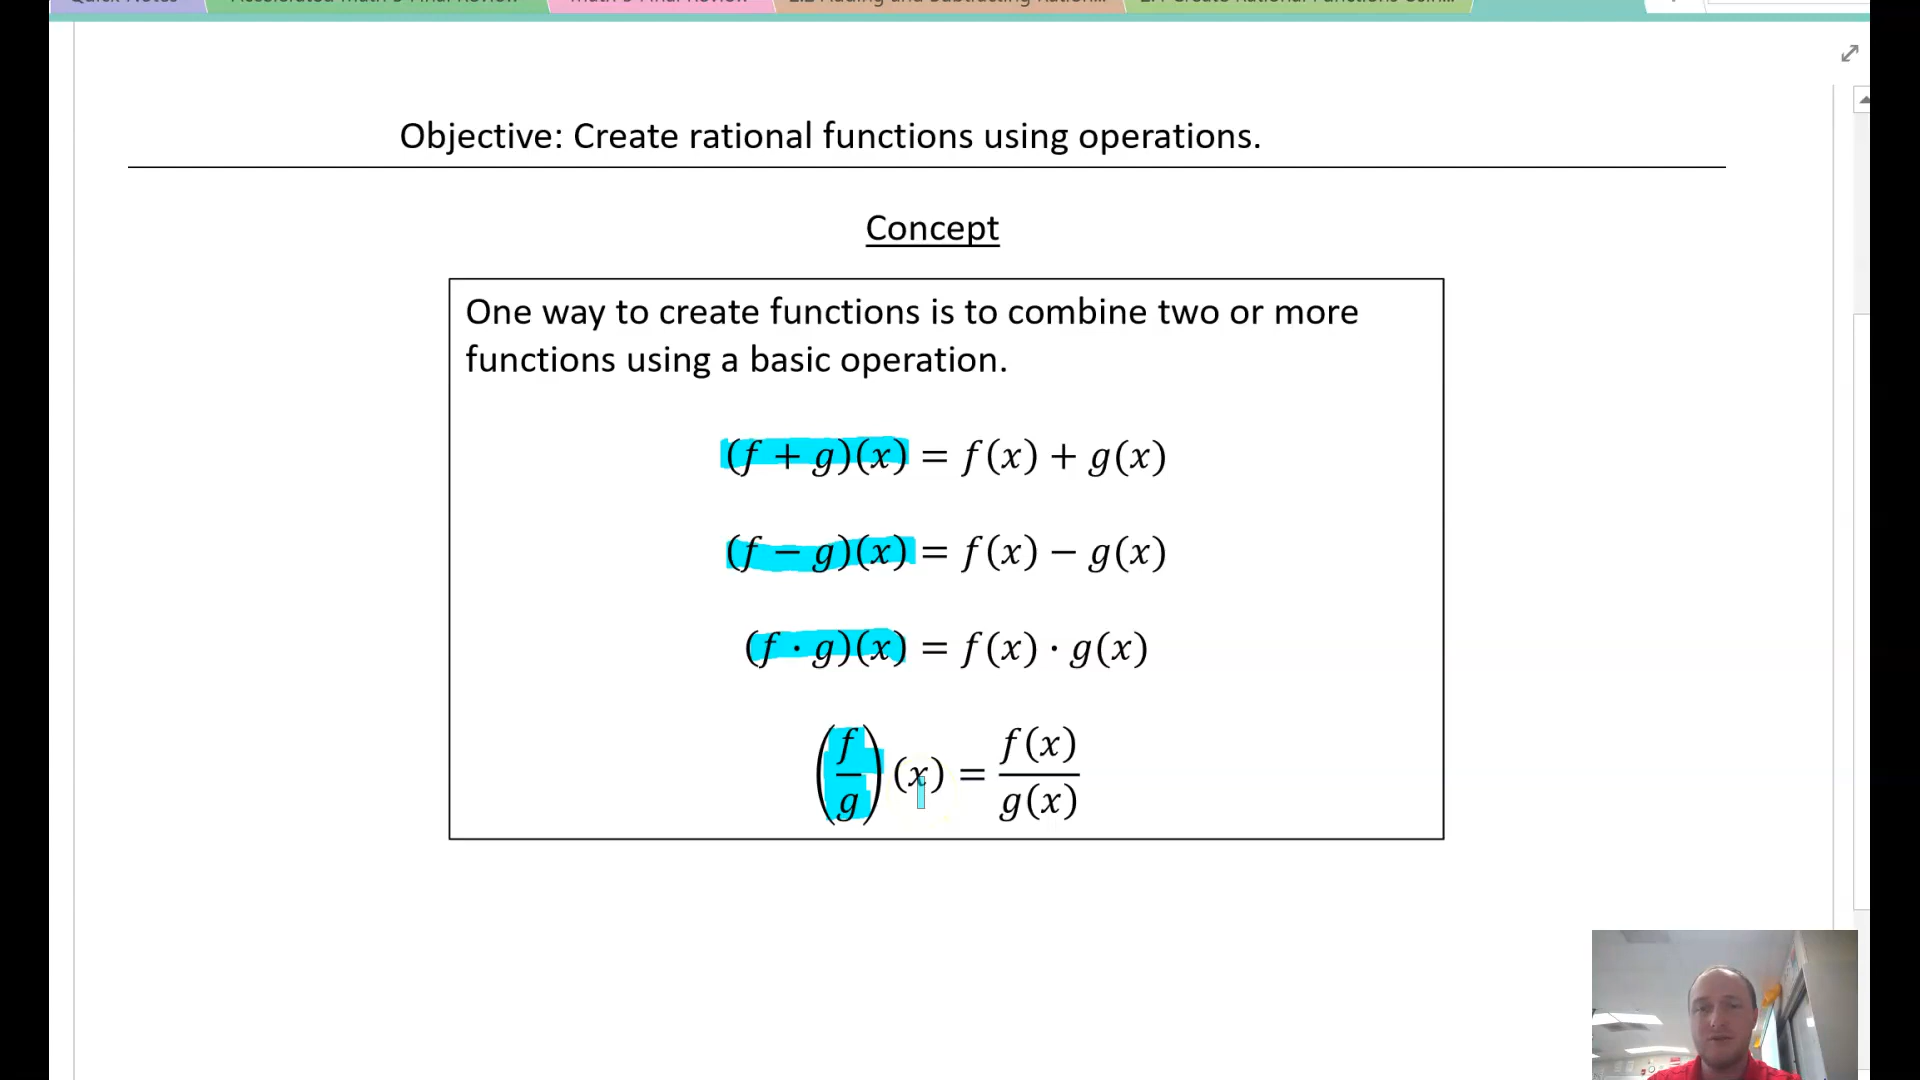 Objective: Create rational functions using operations.
Concept
One way to create functions is to combine two or more
functions using a basic operation.
(f + g)(x) = f(x) + g(x)
(f − g)(x) = f(x) − g(x)
(f · g)(x) = f(x) · g(x)
(f/g)(x) = f(x)/g(x)